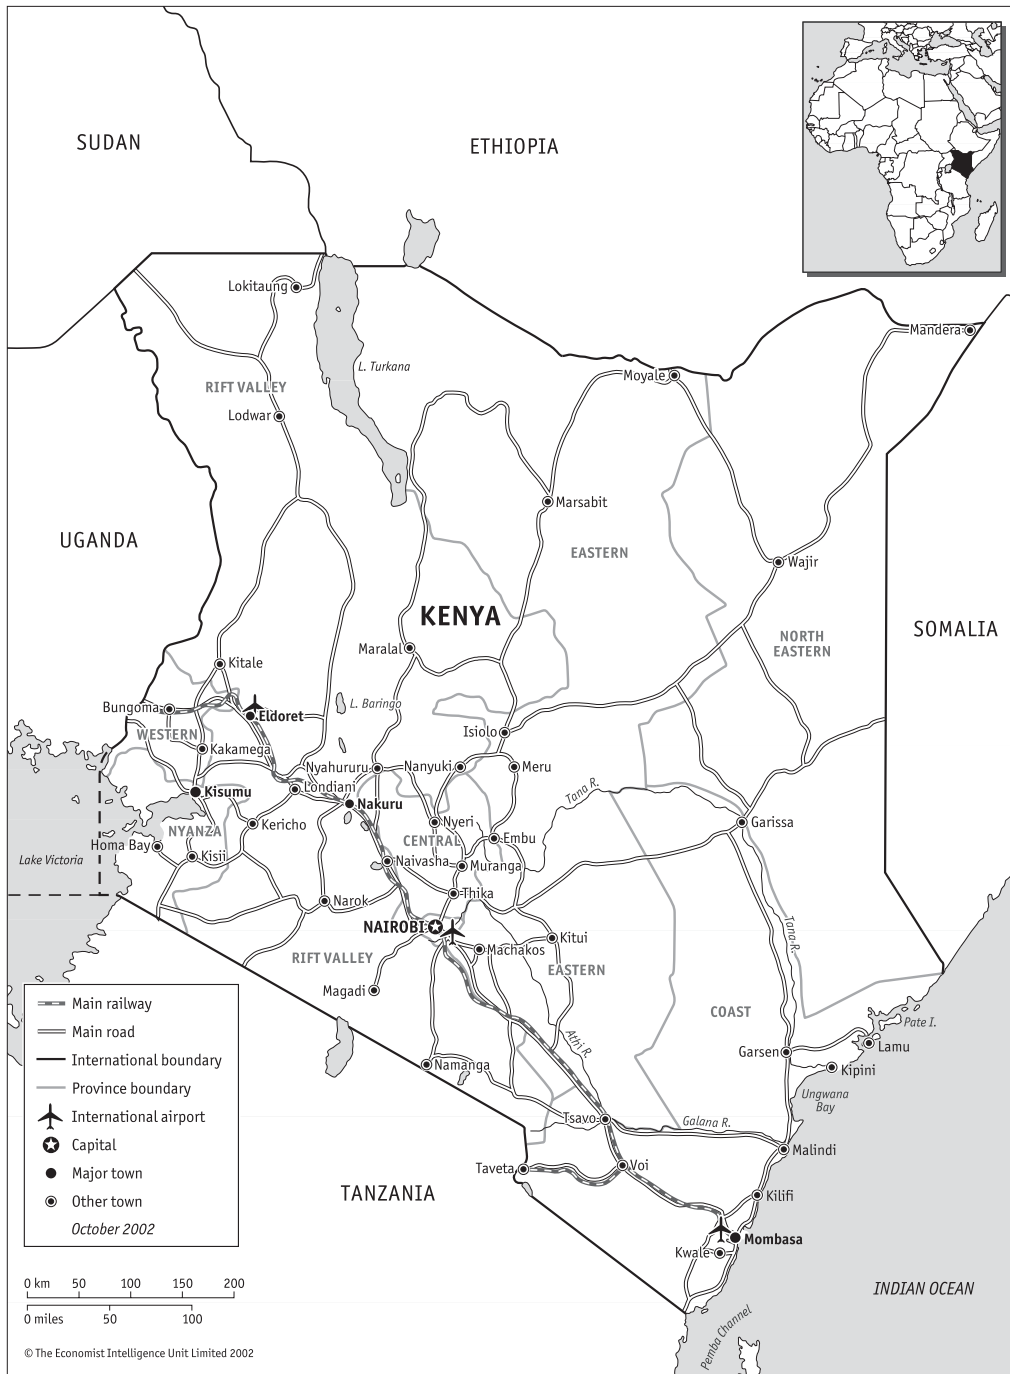 SUDAN
ETHIOPIA
Lokitaung
Mandera
L. Turkana
Moyale
RIFT VALLEY
Lodwar
Marsabit
UGANDA
EASTERN
Wajir
KENYA
SOMALIA
NORTH
EASTERN
Maralal
Kitale
L. Baringo
Bungoma
Eldoret
WESTERN
Isiolo
Kakamega
Nyahururu
Nanyuki
Meru
Kisumu
Londiani
Tana R.
Nakuru
Kericho
Nyeri
Garissa
NYANZA
CENTRAL
Embu
Homa Bay
Kisii
Lake Victoria
Naivasha
Muranga
Narok
Thika
NAIROBI
Tana R.
Kitui
Machakos
RIFT VALLEY
EASTERN
Magadi
COAST
Pate I.
Athi R.
Lamu
Garsen
Namanga
Kipini
Ungwana
Bay
Tsavo
Galana R.
Malindi
Taveta
Voi
TANZANIA
Kilifi
Mombasa
Kwale
INDIAN OCEAN
Pemba Channel
Main railway
Main road
International boundary
Province boundary
International airport
Capital
Major town
Other town
October 2002
0 km 50 100 150 200
0 miles 50 100
© The Economist Intelligence Unit Limited 2002